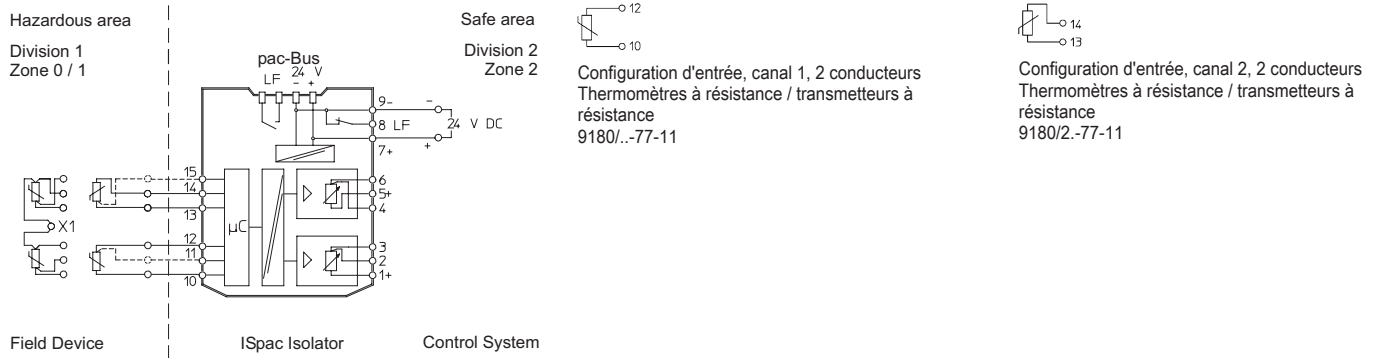 Hazardous area
Safe area
Division 1
Zone 0 / 1
Division 2
Zone 2
pac-Bus
LF 24 V
- +
9-
8 LF
7+
-
24 V DC
+
15
14
13
12
11
10
X1
µC
6
5+
4
3
2
1+
Field Device
ISpac Isolator
Control System
12
10
Configuration d'entrée, canal 1, 2 conducteurs
Thermomètres à résistance / transmetteurs à
résistance
9180/..-77-11
14
13
Configuration d'entrée, canal 2, 2 conducteurs
Thermomètres à résistance / transmetteurs à
résistance
9180/2.-77-11